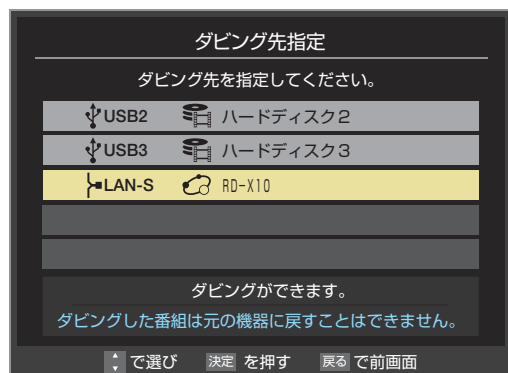 ダビング先指定
ダビング先を指定してください。
USB2 ハードディスク2
USB3 ハードディスク3
LAN-S RD-X10
ダビングができます。
ダビングした番組は元の機器に戻すことはできません。
で選び 決定 を押す 戻る で前画面